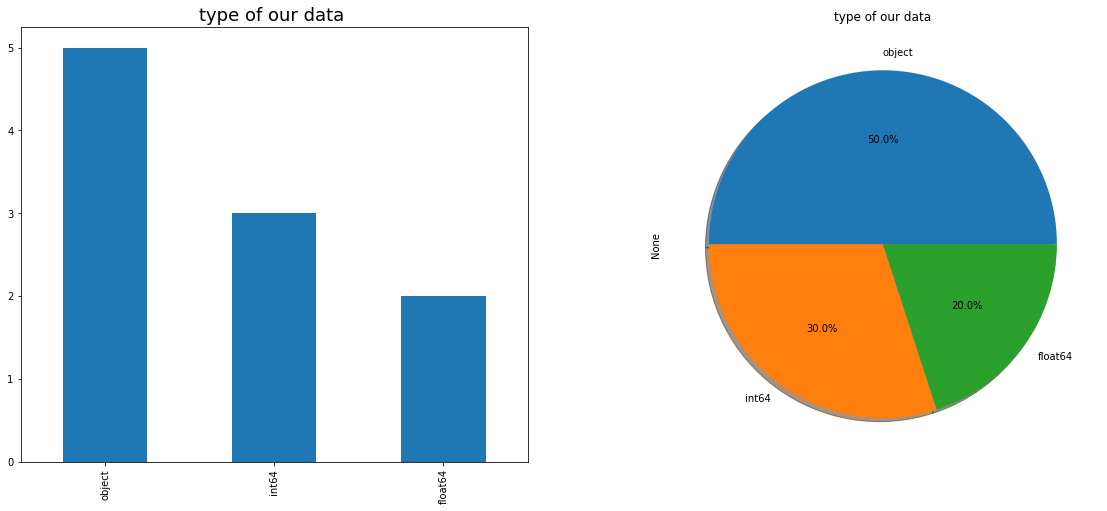 type of our data
5
4
3
2
1
0
object
int64
float64
type of our data
object
50.0%
None
30.0%
20.0%
float64
int64